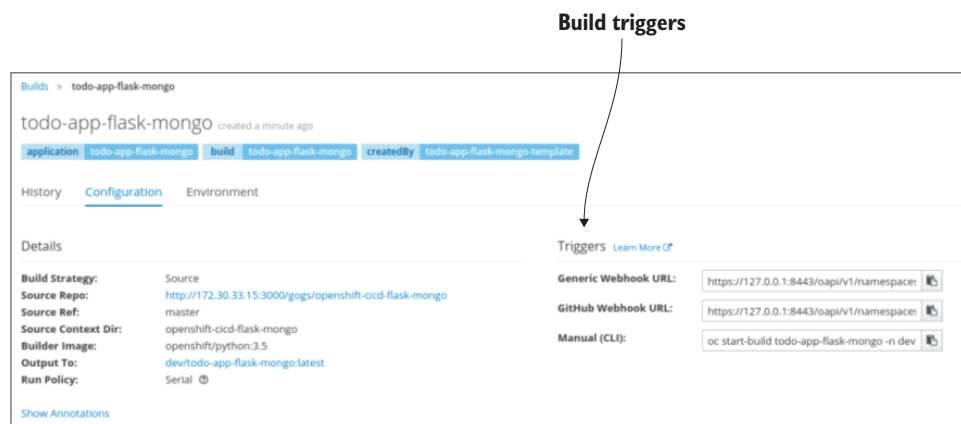 Build triggers
Builds » todo-app-flask-mongo
todo-app-flask-mongo created a minute ago
application todo-app-flask-mongo build todo-app-flask-mongo createdBy todo-app-flask-mongo-template
History Configuration Environment
Details
Build Strategy: Source
Source Repo: http://172.30.33.15:3000/gogs/openshift-cicd-flask-mongo
Source Ref: master
Source Context Dir: openshift-cicd-flask-mongo
Builder Image: openshift/python:3.5
Output To: dev/todo-app-flask-mongo:latest
Run Policy: Serial
Show Annotations
Triggers Learn More
Generic Webhook URL: https://127.0.0.1:8443/oapi/v1/namespaces
GitHub Webhook URL: https://127.0.0.1:8443/oapi/v1/namespaces
Manual (CLI): oc start-build todo-app-flask-mongo -n dev